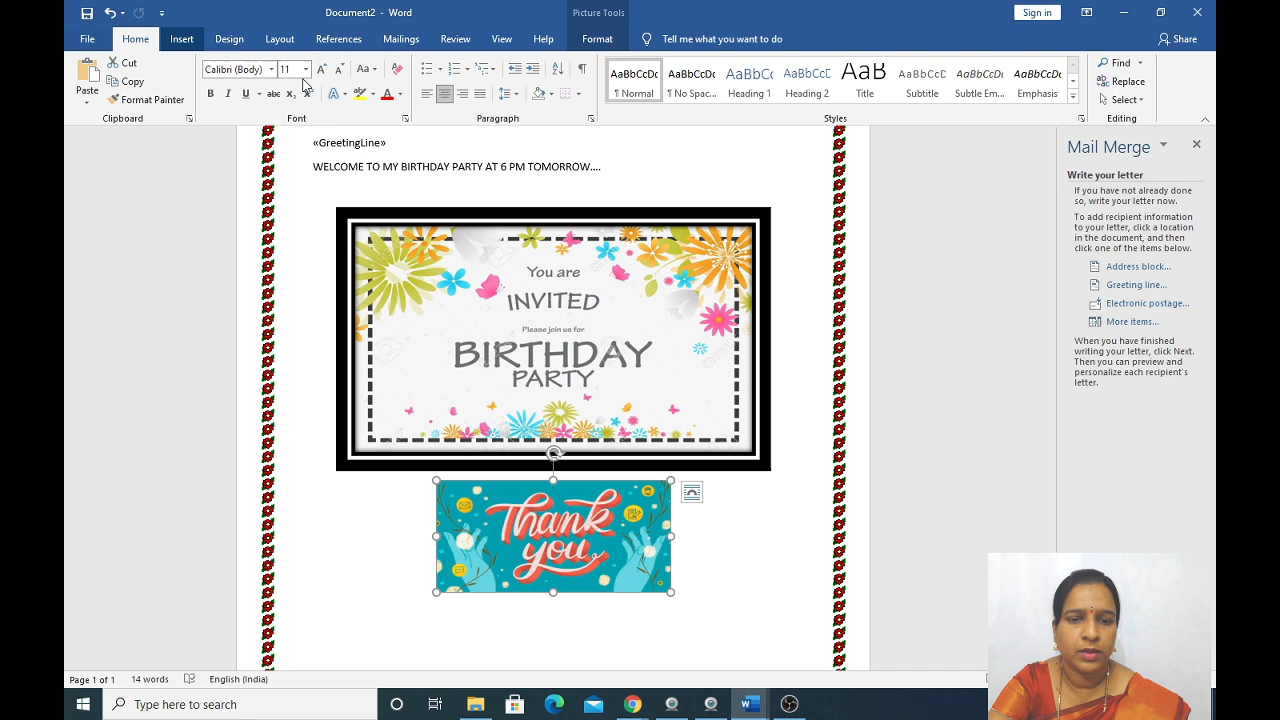 Document2 - Word
Picture Tools
Sign in
File
Home
Insert
Design
Layout
References
Mailings
Review
View
Help
Format
Tell me what you want to do
Share
Paste
Cut
Copy
Format Painter
Clipboard
Calibri (Body)
11
Aa
B
I
U
abc
x₂
A
A
Font
Paragraph
AaBbCcDc
AaBbCcDc
AaBbCc
AaBbCcC
AaB
AaBbCcC
AaBbCcDc
AaBbCcDc
¶ Normal
¶ No Spac...
Heading 1
Heading 2
Title
Subtitle
Subtle Em...
Emphasis
Styles
Find
Replace
Select
Editing
«GreetingLine»
WELCOME TO MY BIRTHDAY PARTY AT 6 PM TOMORROW....
You are
INVITED
Please join us for
BIRTHDAY
PARTY
Thank
you
Mail Merge
Write your letter
If you have not already done
so, write your letter now.
To add recipient information
to your letter, click a location
in the document, and then
click one of the items below.
Address block...
Greeting line...
Electronic postage...
More items...
When you have finished
writing your letter, click Next.
Then you can preview and
personalize each recipient's
letter.
Page 1 of 1
14 words
English (India)
Type here to search